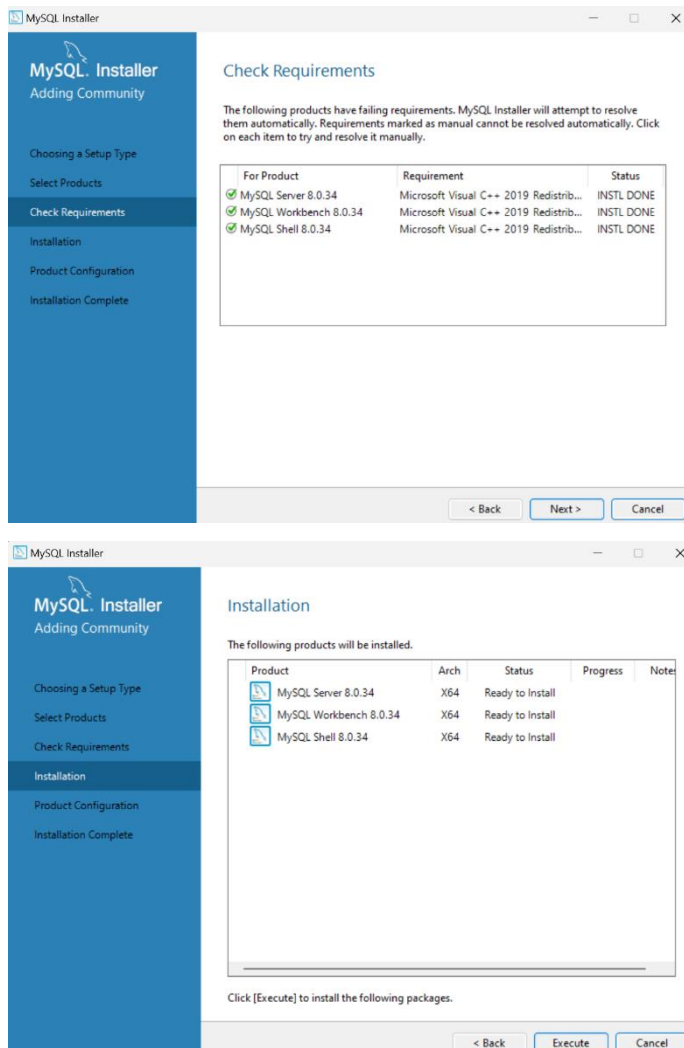 MySQL Installer
MySQL. Installer
Adding Community
Choosing a Setup Type
Select Products
Check Requirements
Installation
Product Configuration
Installation Complete
Check Requirements
The following products have failing requirements. MySQL Installer will attempt to resolve
them automatically. Requirements marked as manual cannot be resolved automatically. Click
on each item to try and resolve it manually.
For Product Requirement Status
MySQL Server 8.0.34 Microsoft Visual C++ 2019 Redistrib... INSTL DONE
MySQL Workbench 8.0.34 Microsoft Visual C++ 2019 Redistrib... INSTL DONE
MySQL Shell 8.0.34 Microsoft Visual C++ 2019 Redistrib... INSTL DONE
< Back Next > Cancel
MySQL Installer
MySQL. Installer
Adding Community
Choosing a Setup Type
Select Products
Check Requirements
Installation
Product Configuration
Installation Complete
Installation
The following products will be installed.
Product Arch Status Progress Notes
MySQL Server 8.0.34 X64 Ready to Install
MySQL Workbench 8.0.34 X64 Ready to Install
MySQL Shell 8.0.34 X64 Ready to Install
Click [Execute] to install the following packages.
< Back Execute Cancel